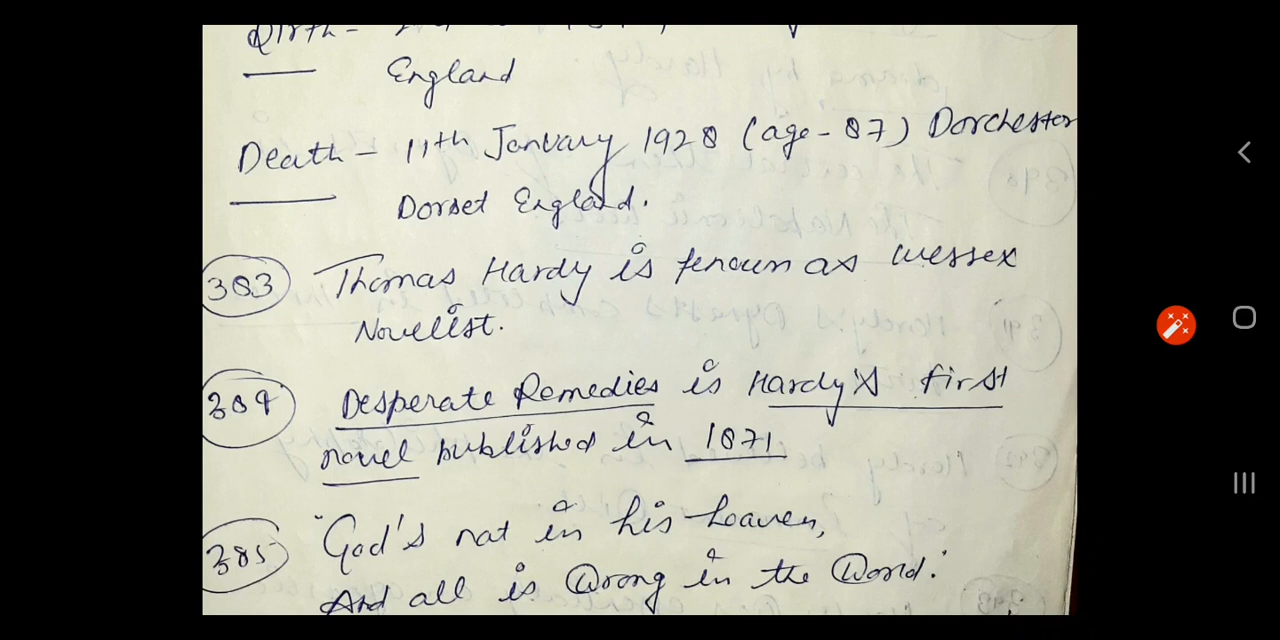 Birth -
England
Death - 11th January 1928 (age - 87) Dorchester
Dorset England.
383 Thomas Hardy is fenoum as wessex
Novelist.
384 Desperate Remedies is Hardy's first
novel published in 1871
385 "God's not in his heaven,
And all is wrong in the world."